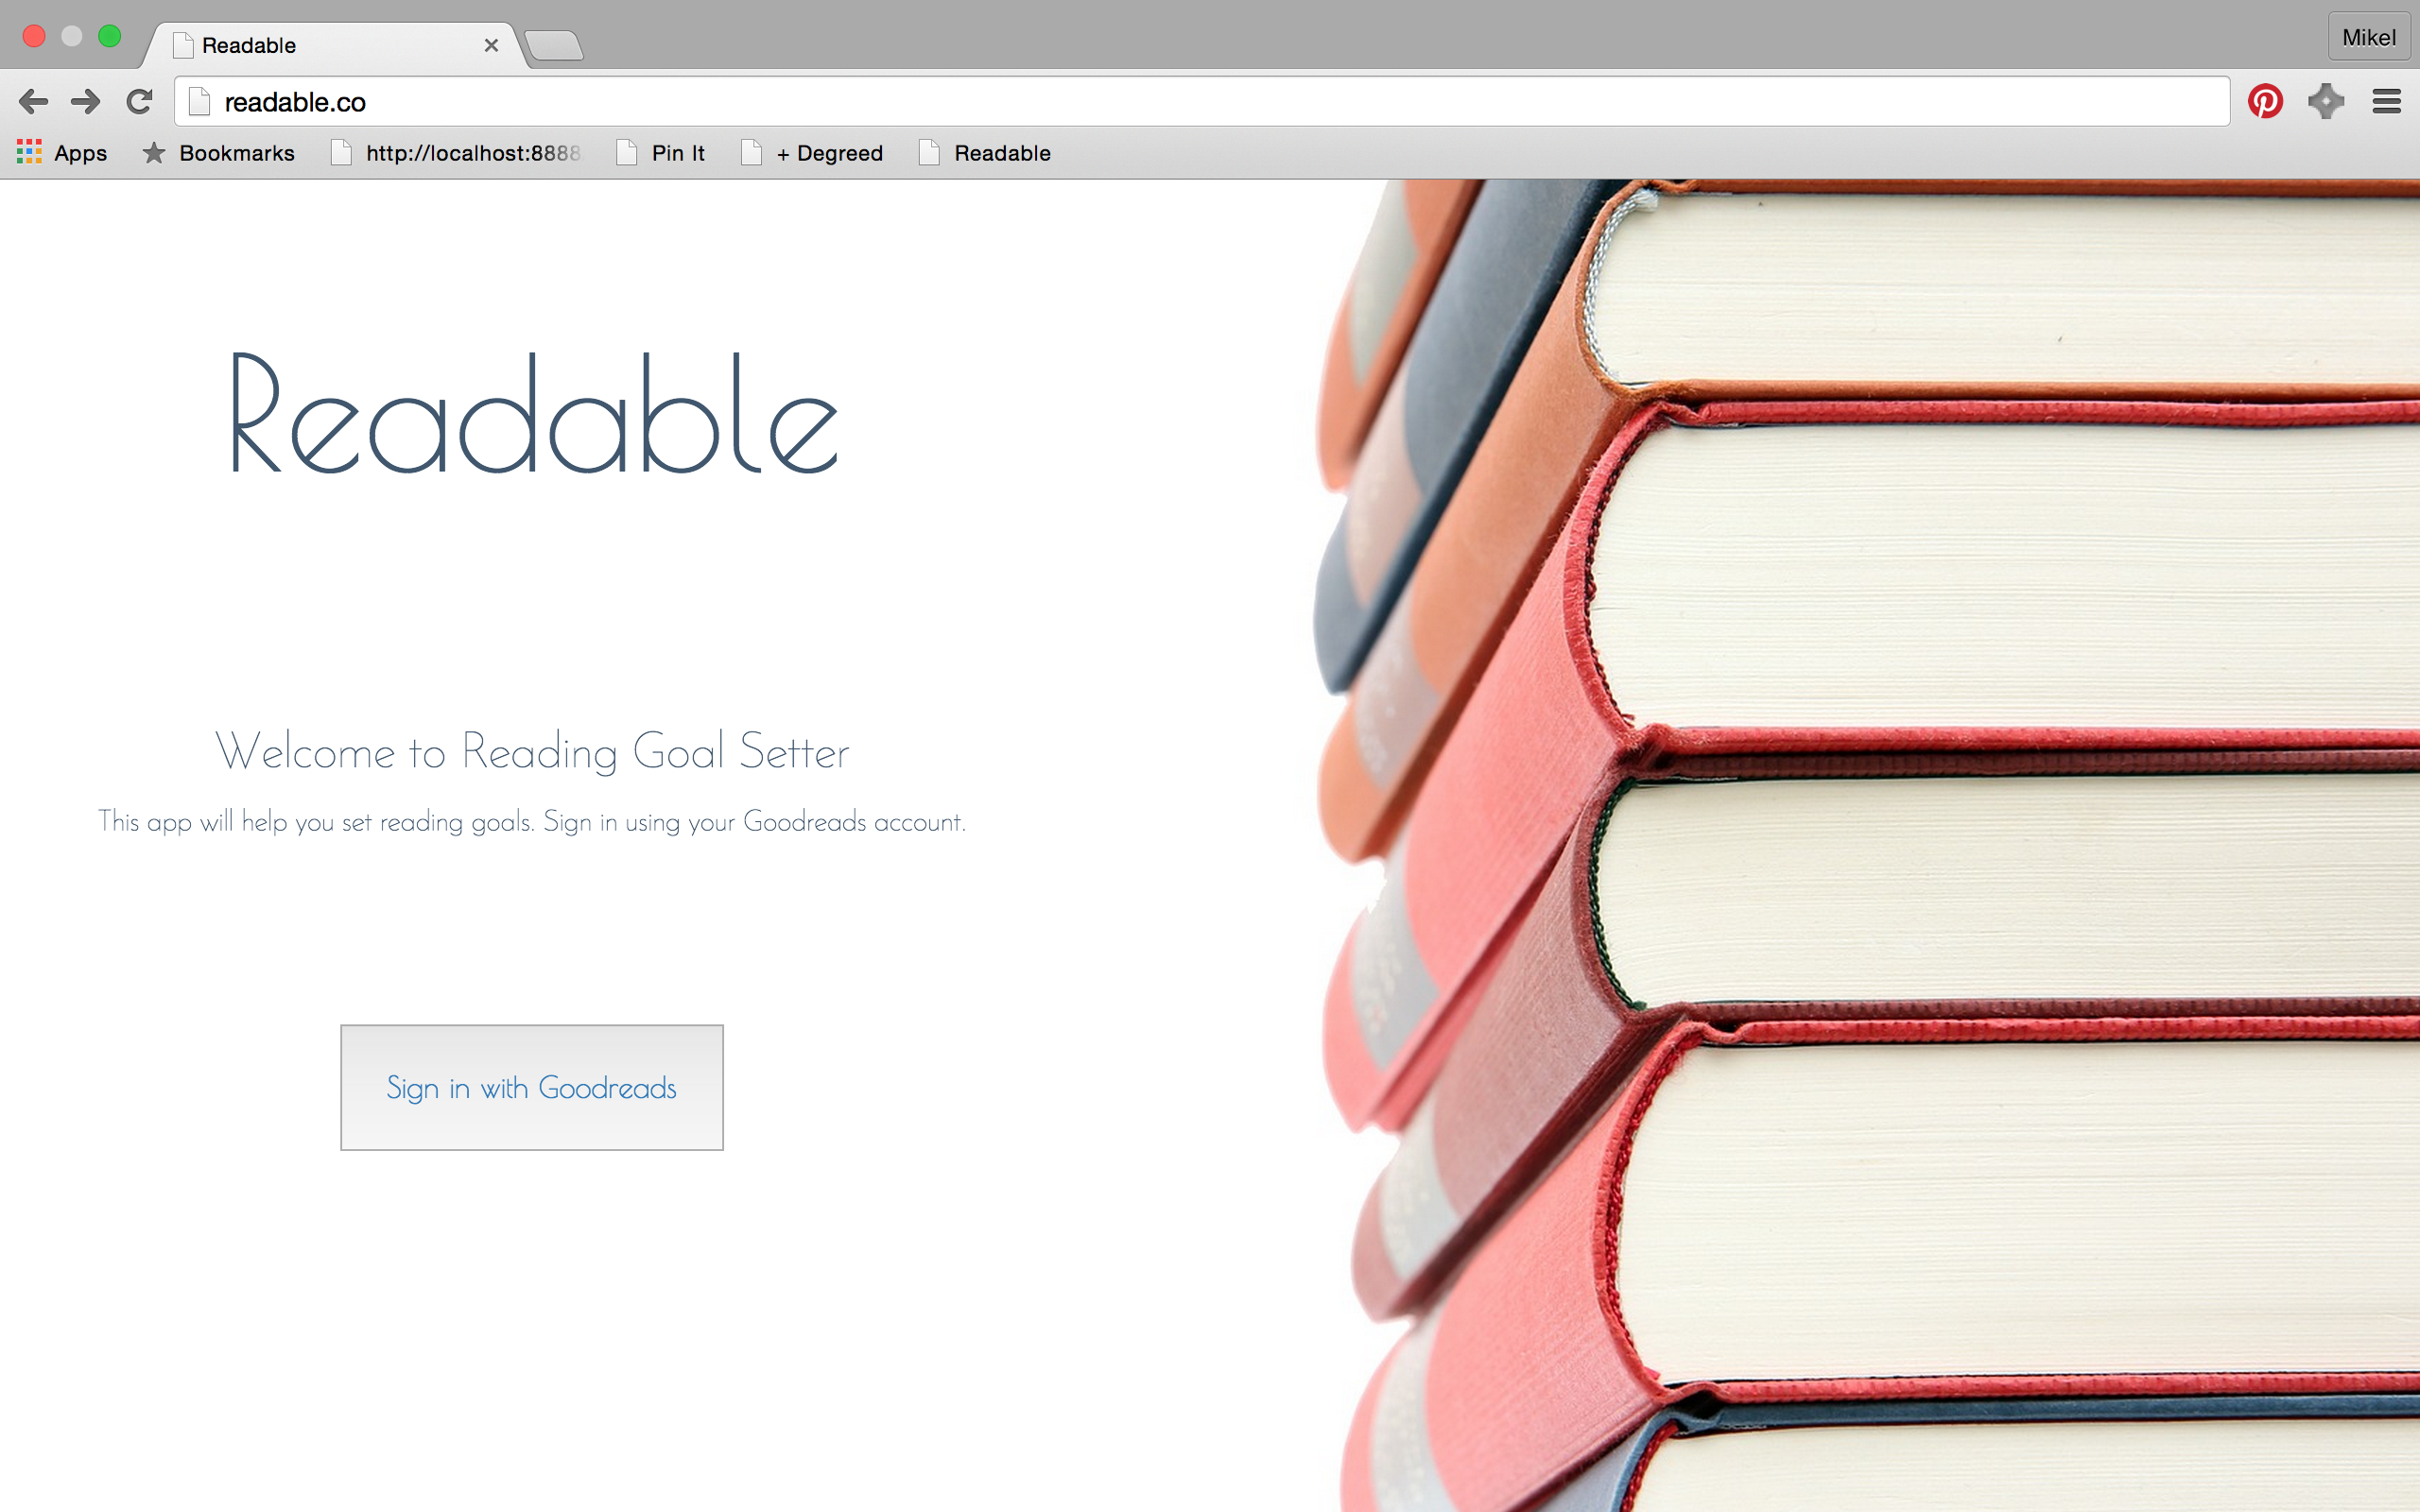 Readable
Mikel
readable.co
Apps Bookmarks http://localhost:8888 Pin It + Degreed Readable
Readable
Welcome to Reading Goal Setter
This app will help you set reading goals. Sign in using your Goodreads account.
Sign in with Goodreads